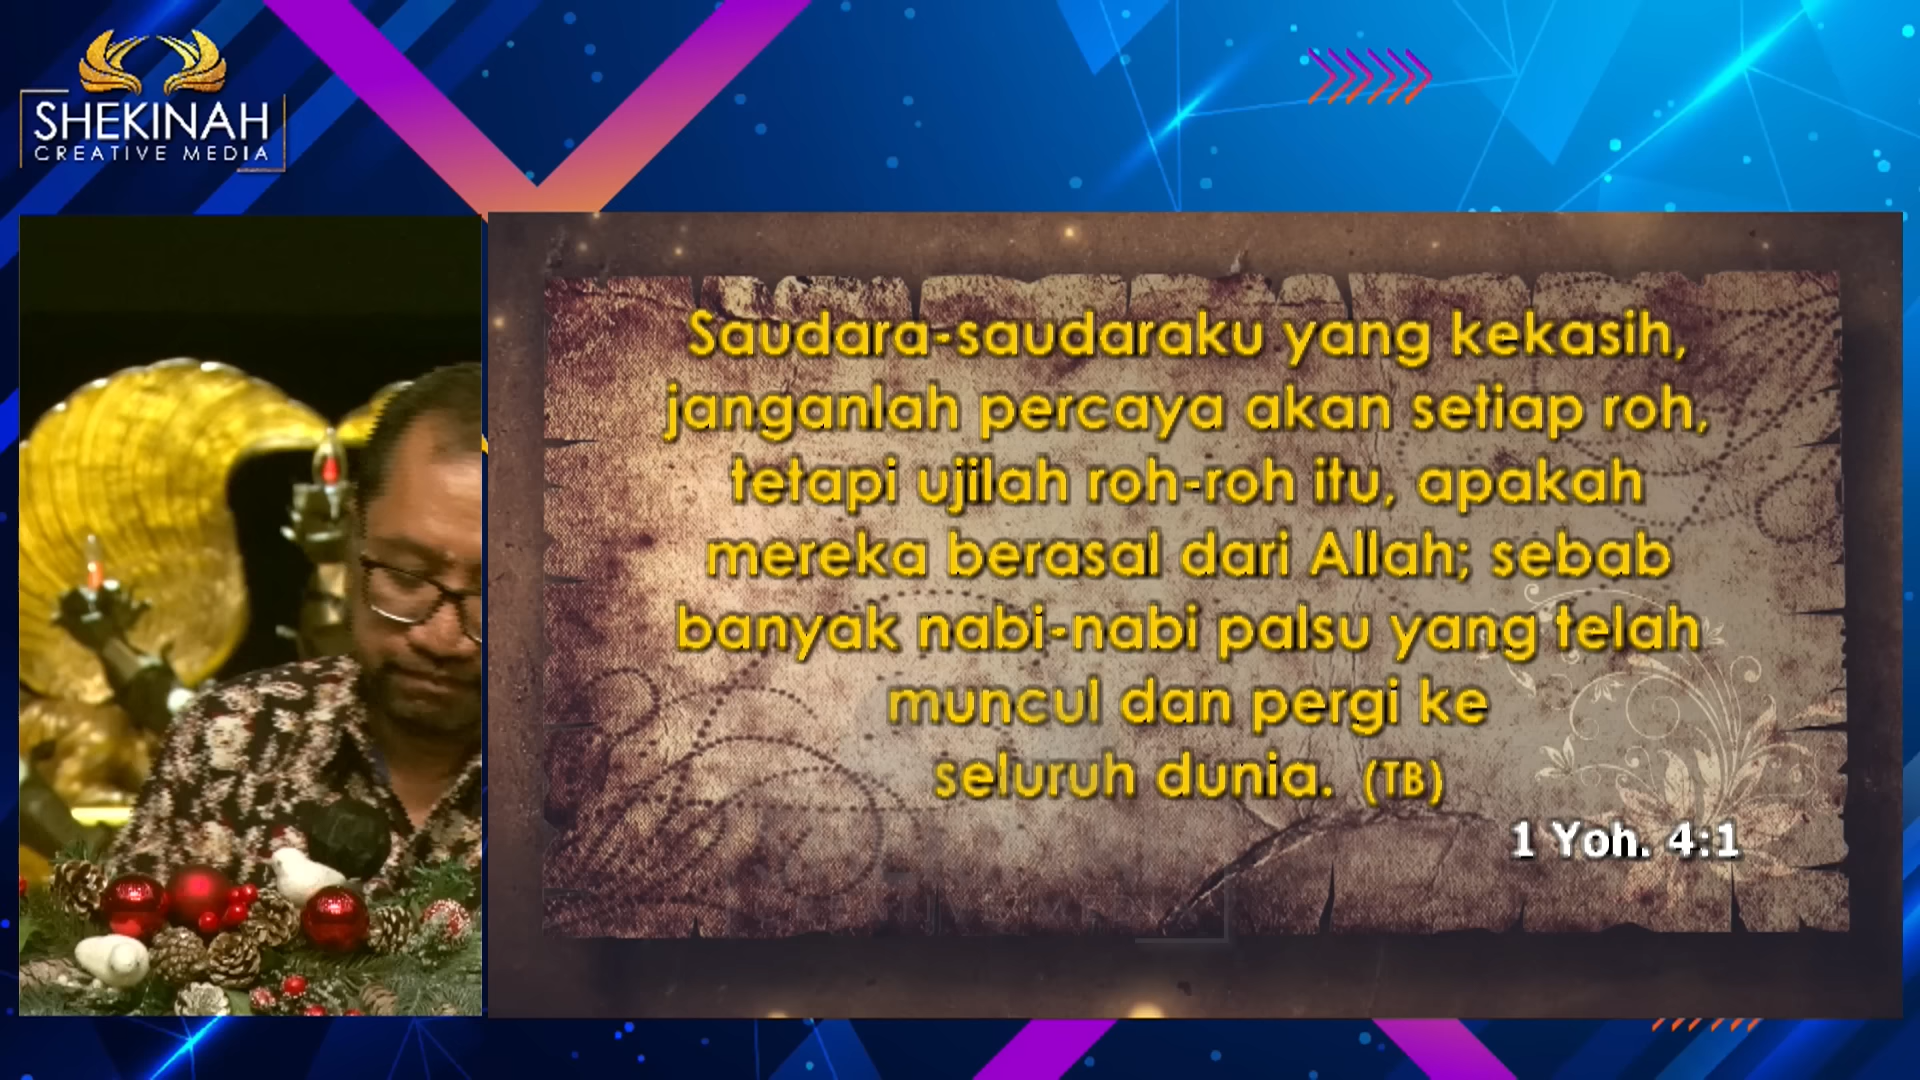 SHEKINAH
CREATIVE MEDIA
Saudara-saudaraku yang kekasih,
janganlah percaya akan setiap roh,
tetapi ujilah roh-roh itu, apakah
mereka berasal dari Allah; sebab
banyak nabi-nabi palsu yang telah
muncul dan pergi ke
seluruh dunia. (TB)
1 Yoh. 4:1